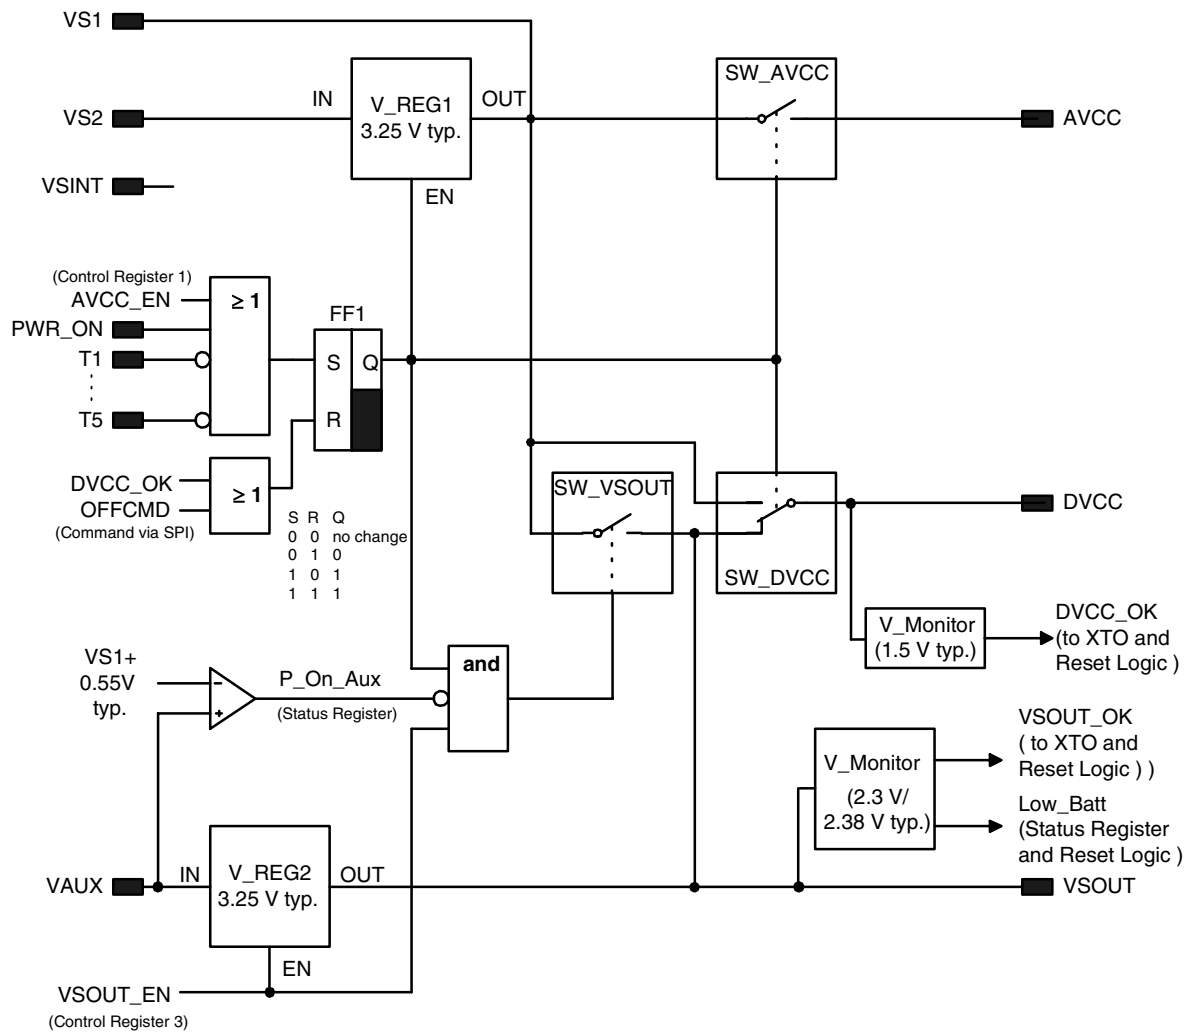 VS1
SW_AVCC
IN
V_REG1
3.25 V typ.
OUT
VS2
AVCC
VSINT
EN
(Control Register 1)
AVCC_EN
≥ 1
PWR_ON
FF1
T1
S
Q
T5
R
DVCC_OK
≥ 1
OFFCMD
(Command via SPI)
S R Q
0 0 no change
0 1 0
1 0 1
1 1 1
SW_VSOUT
DVCC
SW_DVCC
V_Monitor
(1.5 V typ.)
DVCC_OK
(to XTO and
Reset Logic )
VS1+
0.55V
typ.
-
+
P_On_Aux
(Status Register)
and
VSOUT_OK
( to XTO and
Reset Logic ) )
V_Monitor
(2.3 V/
2.38 V typ.)
Low_Batt
(Status Register
and Reset Logic )
VAUX
IN
V_REG2
3.25 V typ.
OUT
VSOUT
EN
VSOUT_EN
(Control Register 3)